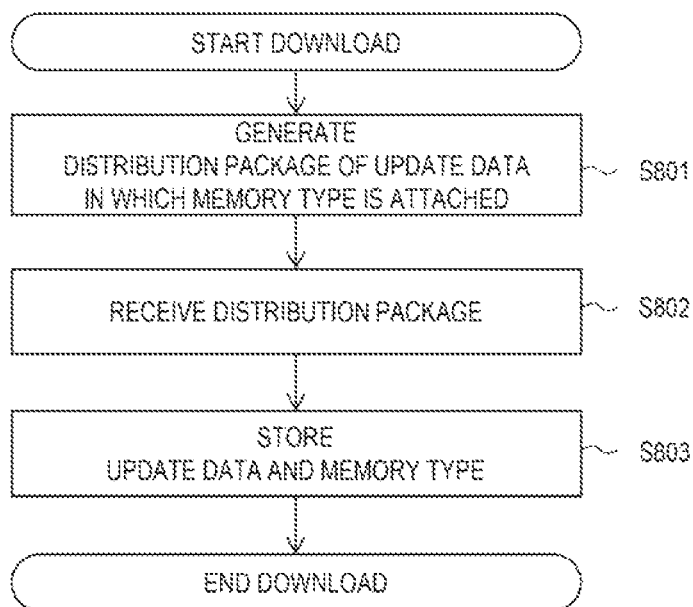 START DOWNLOAD
GENERATE
DISTRIBUTION PACKAGE OF UPDATE DATA
IN WHICH MEMORY TYPE IS ATTACHED
S801
RECEIVE DISTRIBUTION PACKAGE
S802
STORE
UPDATE DATA AND MEMORY TYPE
S803
END DOWNLOAD